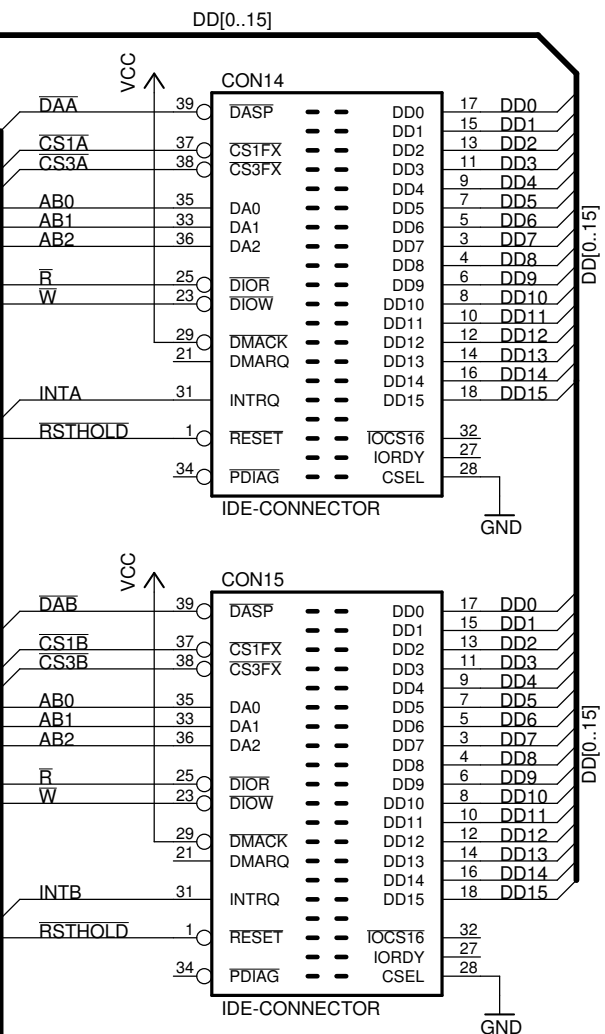 DD[0..15]
VCC
CON14
DAA 39 DASP DD0 17 DD0
DD1 15 DD1
CS1A 37 CS1FX DD2 13 DD2
CS3A 38 CS3FX DD3 11 DD3
DD4 9 DD4
AB0 35 DA0 DD5 7 DD5
AB1 33 DA1 DD6 5 DD6
AB2 36 DA2 DD7 3 DD7
DD8 4 DD8
R 25 DIOR DD9 6 DD9
W 23 DIOW DD10 8 DD10
DD11 10 DD11
29 DMACK DD12 12 DD12
21 DMARQ DD13 14 DD13
DD14 16 DD14
INTA 31 INTRQ DD15 18 DD15
RSTHOLD 1 RESET IOCS16 32
IORDY 27
34 PDIAG CSEL 28
IDE-CONNECTOR
GND
DD[0..15]
VCC
CON15
DAB 39 DASP DD0 17 DD0
DD1 15 DD1
CS1B 37 CS1FX DD2 13 DD2
CS3B 38 CS3FX DD3 11 DD3
DD4 9 DD4
AB0 35 DA0 DD5 7 DD5
AB1 33 DA1 DD6 5 DD6
AB2 36 DA2 DD7 3 DD7
DD8 4 DD8
R 25 DIOR DD9 6 DD9
W 23 DIOW DD10 8 DD10
DD11 10 DD11
29 DMACK DD12 12 DD12
21 DMARQ DD13 14 DD13
DD14 16 DD14
INTB 31 INTRQ DD15 18 DD15
RSTHOLD 1 RESET IOCS16 32
IORDY 27
34 PDIAG CSEL 28
IDE-CONNECTOR
GND
DD[0..15]